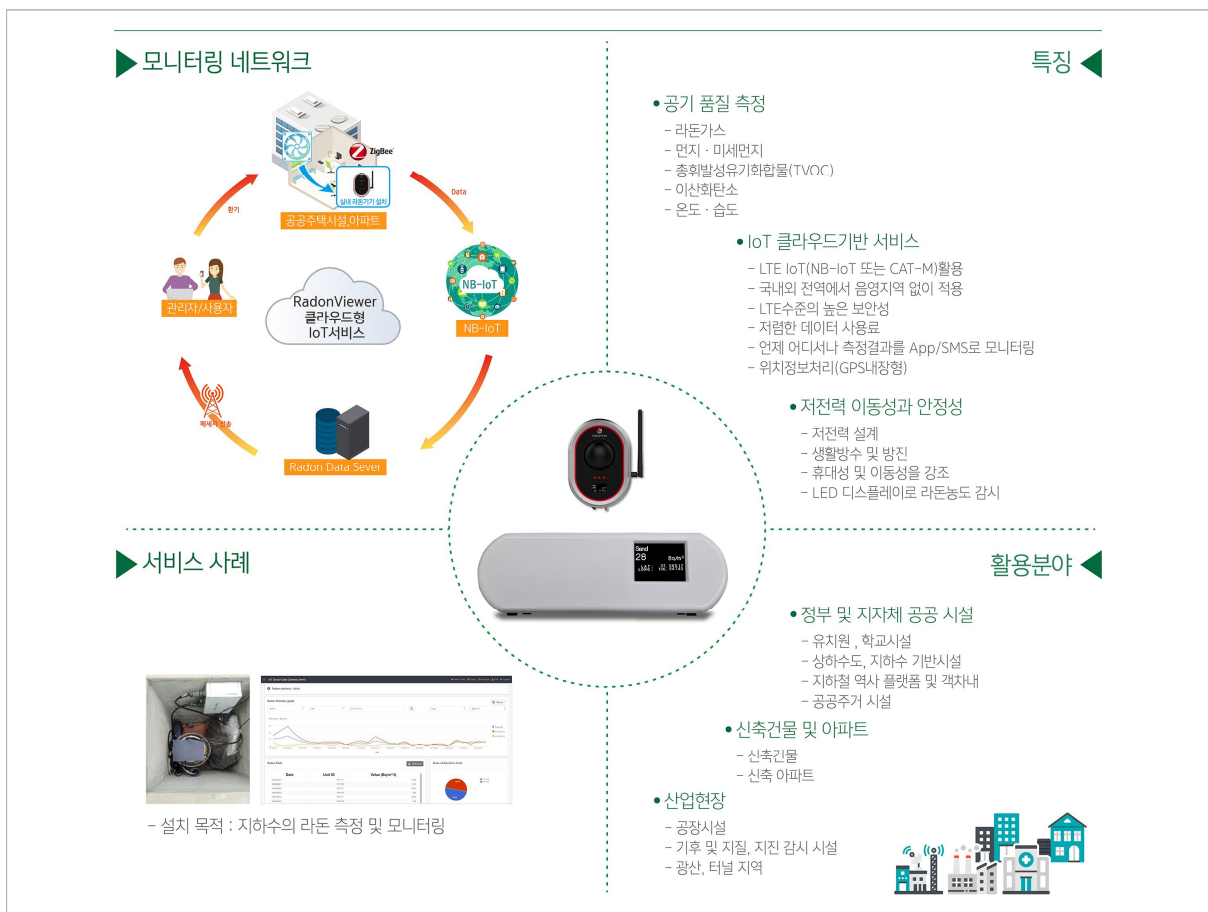 모니터링 네트워크
ZigBee
실내 라돈기기 설치
공공주택시설,아파트
Data
환기
NB-IoT
NB-IoT
관리자/사용자
RadonViewer
클라우드형
IoT서비스
메세지 전송
Radon Data Sever
특징
• 공기 품질 측정
- 라돈가스
- 먼지 · 미세먼지
- 총휘발성유기화합물(TVOC)
- 이산화탄소
- 온도 · 습도
• IoT 클라우드기반 서비스
- LTE IoT(NB-IoT 또는 CAT-M)활용
- 국내외 전역에서 음영지역 없이 적용
- LTE수준의 높은 보안성
- 저렴한 데이터 사용료
- 언제 어디서나 측정결과를 App/SMS로 모니터링
- 위치정보처리(GPS내장형)
• 저전력 이동성과 안정성
- 저전력 설계
- 생활방수 및 방진
- 휴대성 및 이동성을 강조
- LED 디스플레이로 라돈농도 감시
Send
28 Bq/m³
서비스 사례
Date Unit ID Value (Bq/m^3)
- 설치 목적 : 지하수의 라돈 측정 및 모니터링
활용분야
• 정부 및 지자체 공공 시설
- 유치원 , 학교시설
- 상하수도, 지하수 기반시설
- 지하철 역사 플랫폼 및 객차내
- 공공주거 시설
• 신축건물 및 아파트
- 신축건물
- 신축 아파트
• 산업현장
- 공장시설
- 기후 및 지질, 지진 감시 시설
- 광산, 터널 지역